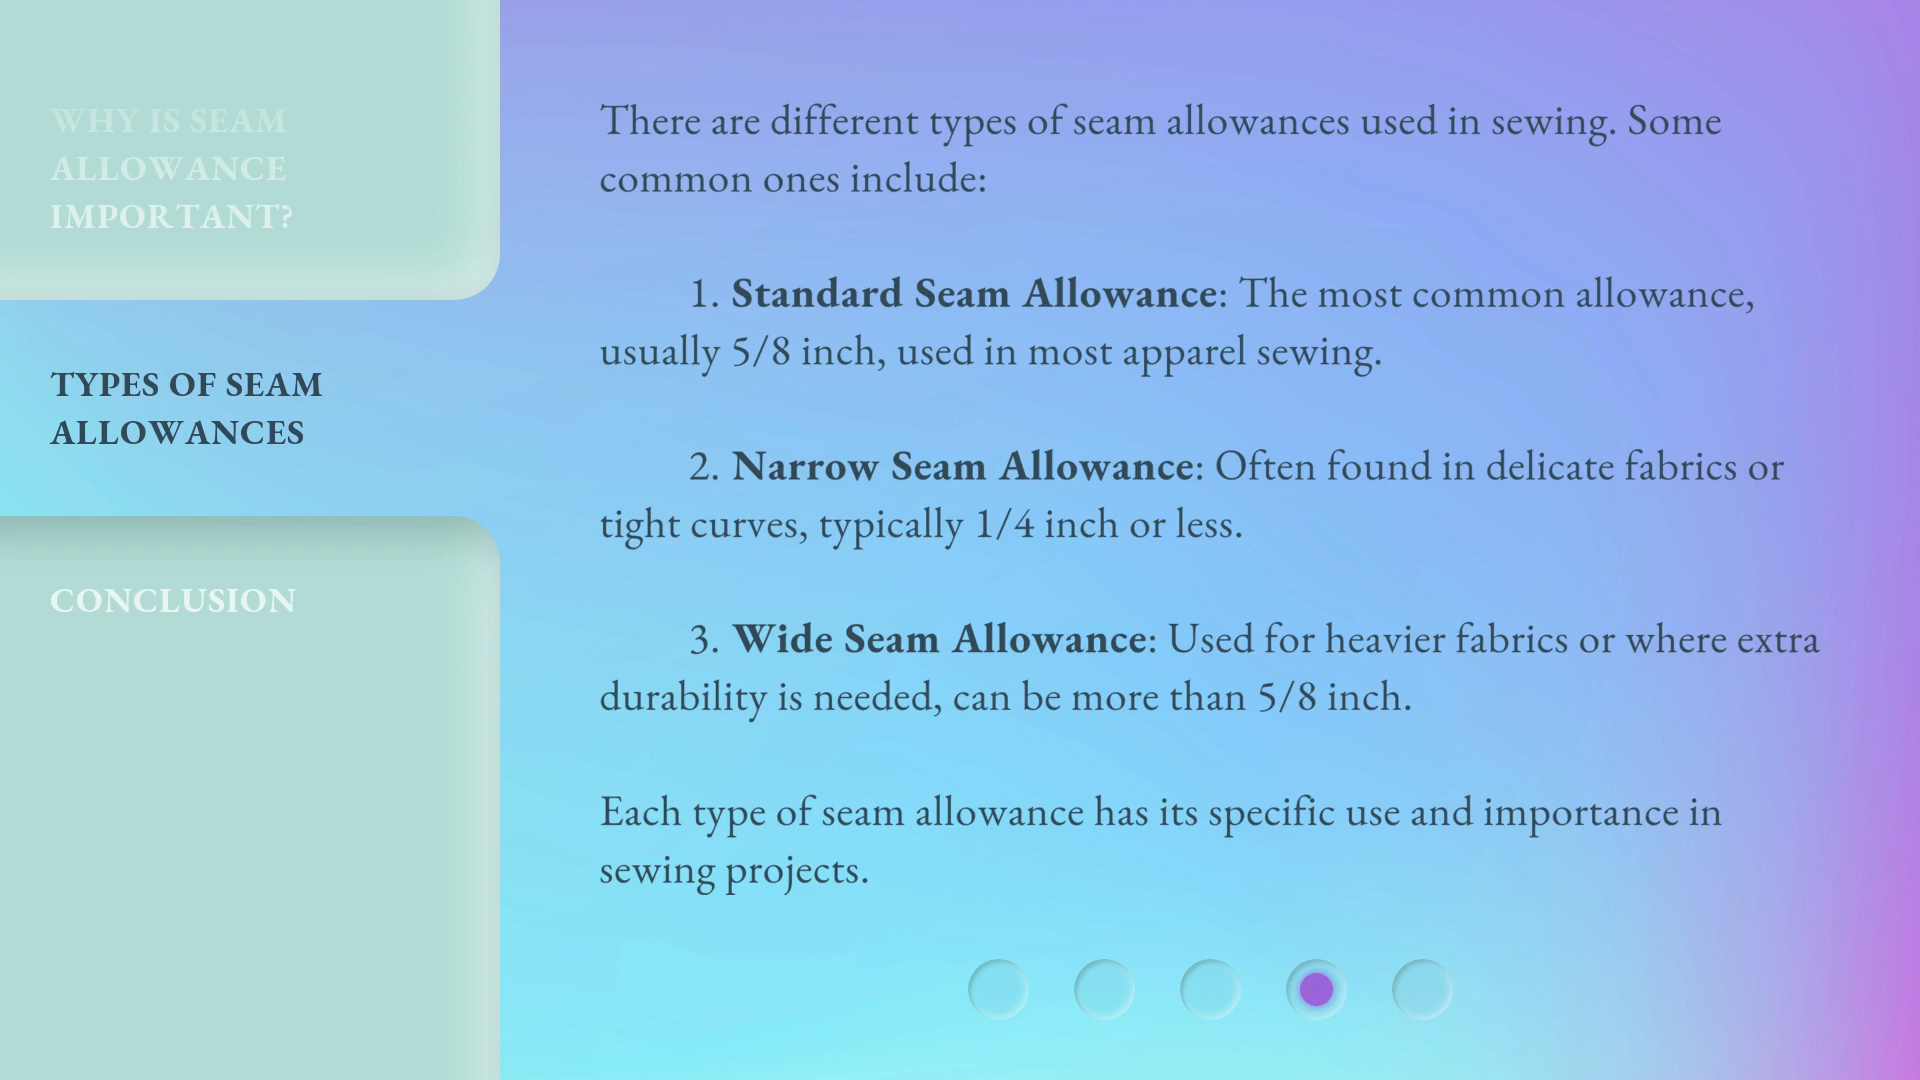 WHY IS SEAM
ALLOWANCE
IMPORTANT?
TYPES OF SEAM
ALLOWANCES
CONCLUSION
There are different types of seam allowances used in sewing. Some
common ones include:
1. Standard Seam Allowance: The most common allowance,
usually 5/8 inch, used in most apparel sewing.
2. Narrow Seam Allowance: Often found in delicate fabrics or
tight curves, typically 1/4 inch or less.
3. Wide Seam Allowance: Used for heavier fabrics or where extra
durability is needed, can be more than 5/8 inch.
Each type of seam allowance has its specific use and importance in
sewing projects.